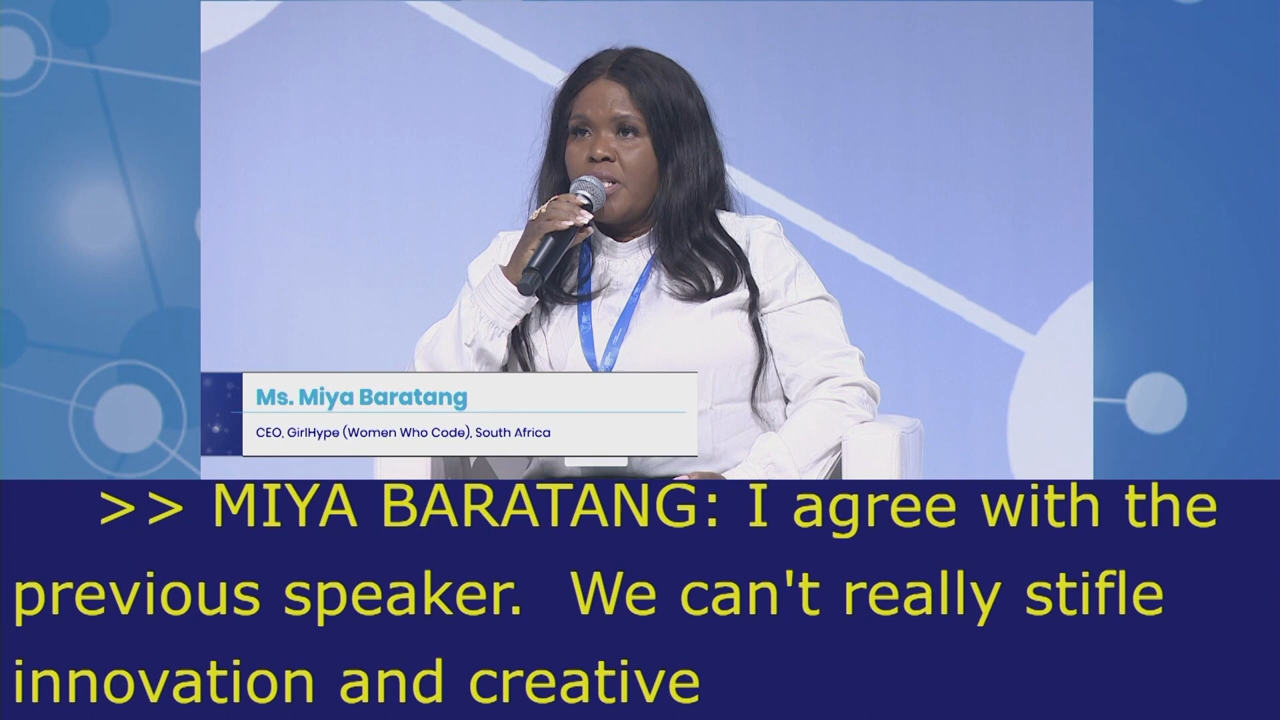 Ms. Miya Baratang
CEO, GirlHype (Women Who Code), South Africa
>> MIYA BARATANG: I agree with the
previous speaker.  We can't really stifle
innovation and creative